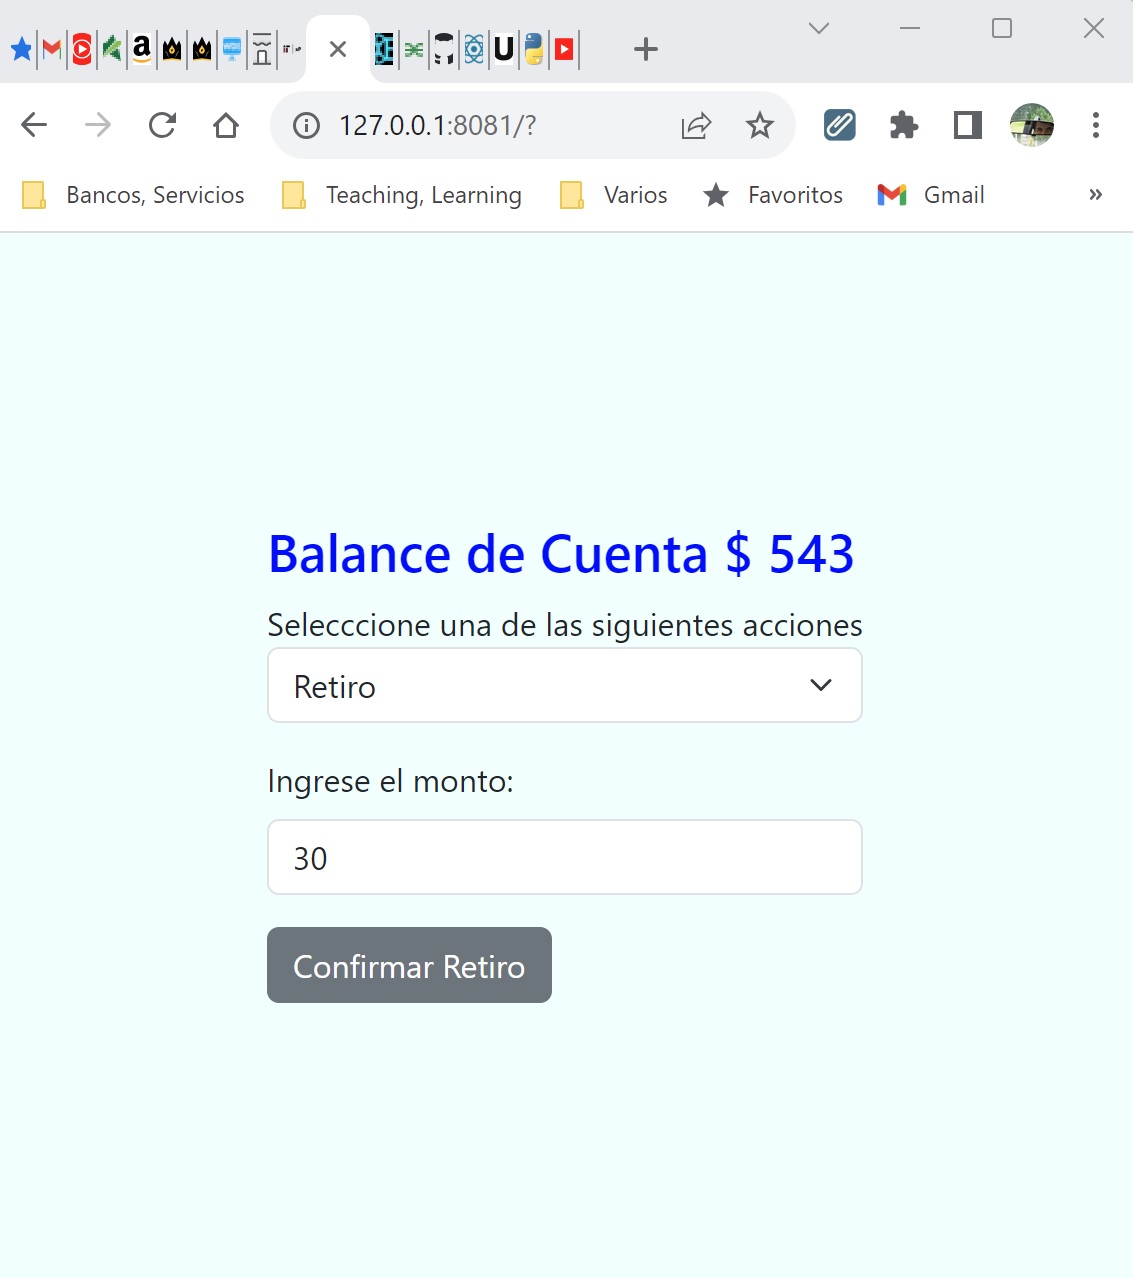 127.0.0.1:8081/?
Bancos, Servicios Teaching, Learning Varios Favoritos Gmail »
Balance de Cuenta $ 543
Selecccione una de las siguientes acciones
Retiro
Ingrese el monto:
30
Confirmar Retiro